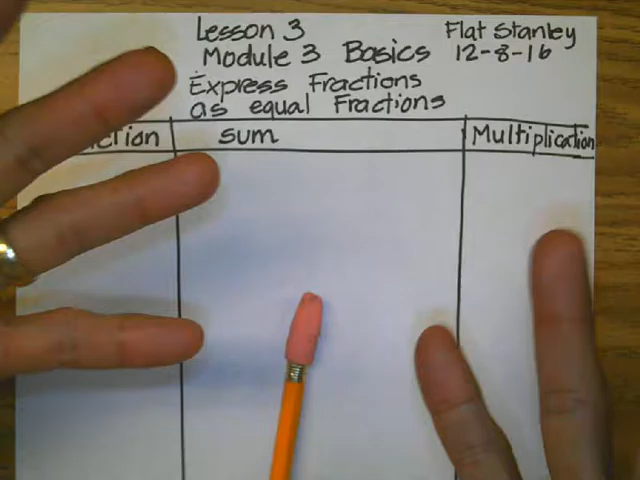 Lesson 3
Flat Stanley
Module 3 Basics
12-8-16
Express Fractions
as equal Fractions
sum
Multiplication